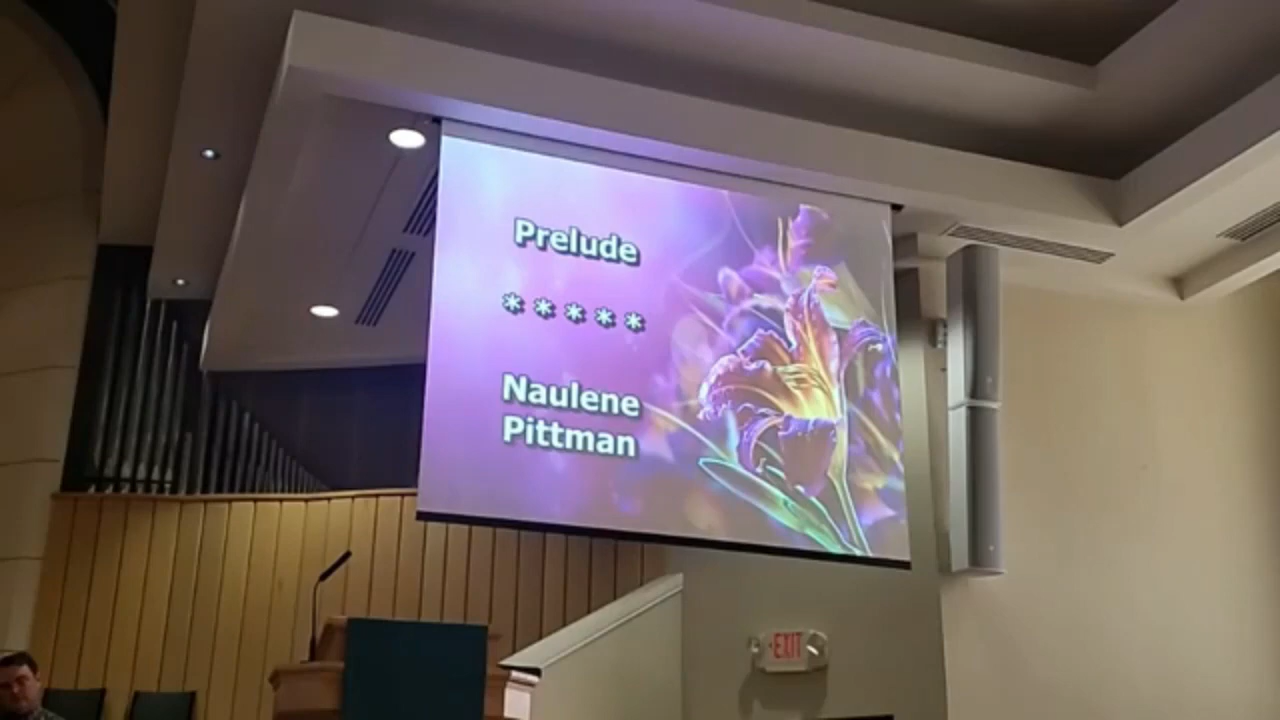 Prelude
* * * * *
Naulene
Pittman
EXIT